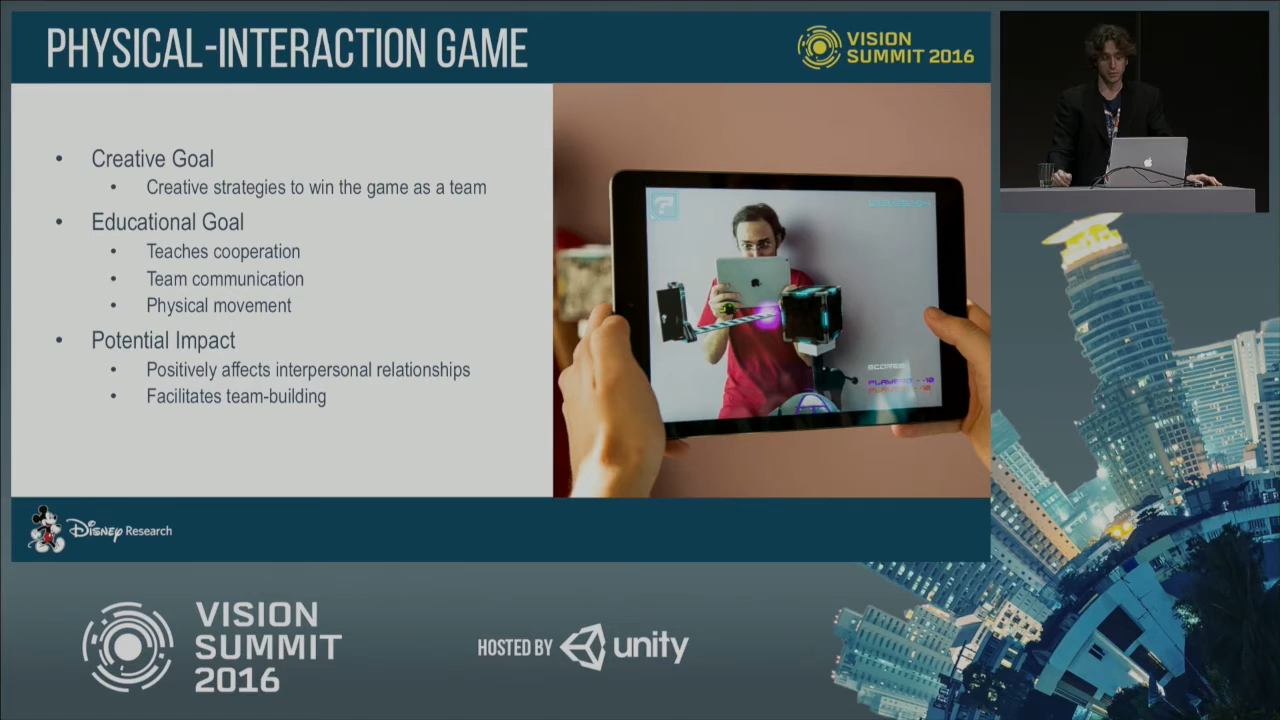 PHYSICAL-INTERACTION GAME
VISION
SUMMIT 2016
• Creative Goal
• Creative strategies to win the game as a team
• Educational Goal
• Teaches cooperation
• Team communication
• Physical movement
• Potential Impact
• Positively affects interpersonal relationships
• Facilitates team-building
?
SCORES
Disney Research
VISION
SUMMIT
2016
HOSTED BY unity